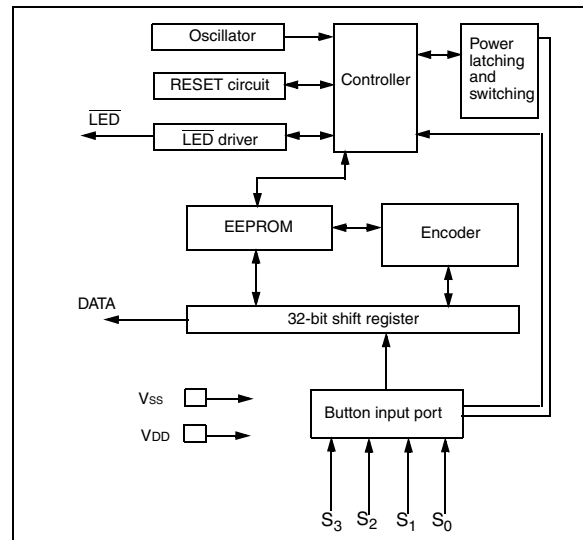 Oscillator
RESET circuit
LED
LED driver
Controller
Power
latching
and
switching
EEPROM
Encoder
DATA
32-bit shift register
VSS
VDD
Button input port
S3 S2 S1 S0